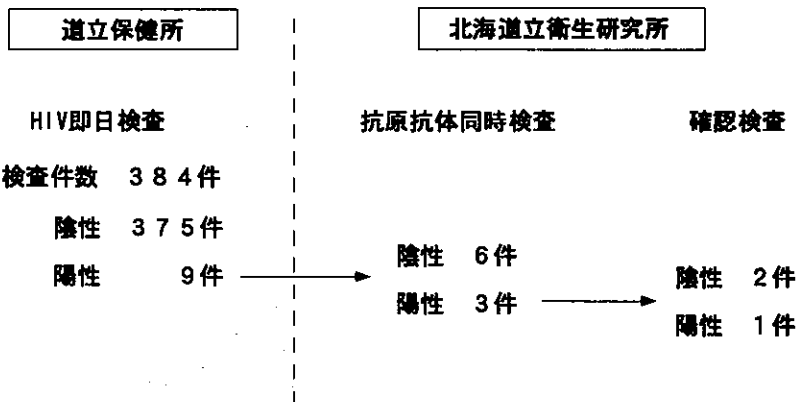 道立保健所
北海道立衛生研究所
HIV即日検査
抗原抗体同時検査
確認検査
検査件数 384件
陰性 375件
陽性 9件
陰性 6件
陽性 3件
陰性 2件
陽性 1件